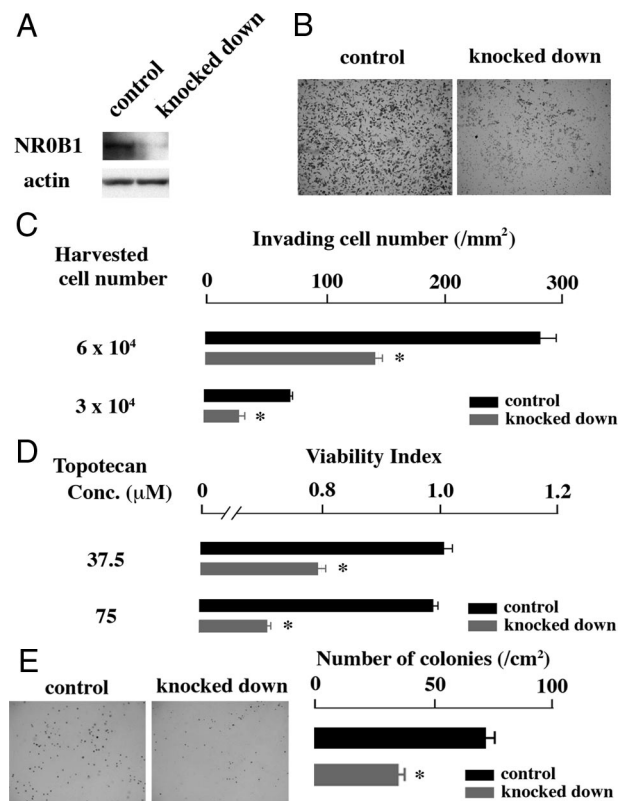 A
control
knocked down
NR0B1
actin
B
control
knocked down
C
Harvested
cell number
Invading cell number (/mm²)
0 100 200 300
6 x 10⁴
*
3 x 10⁴
*
control
knocked down
D
Topotecan
Conc. (µM)
Viability Index
0 0.8 1.0 1.2
37.5
*
75
*
control
knocked down
E
control
knocked down
Number of colonies (/cm²)
0 50 100
*
control
knocked down